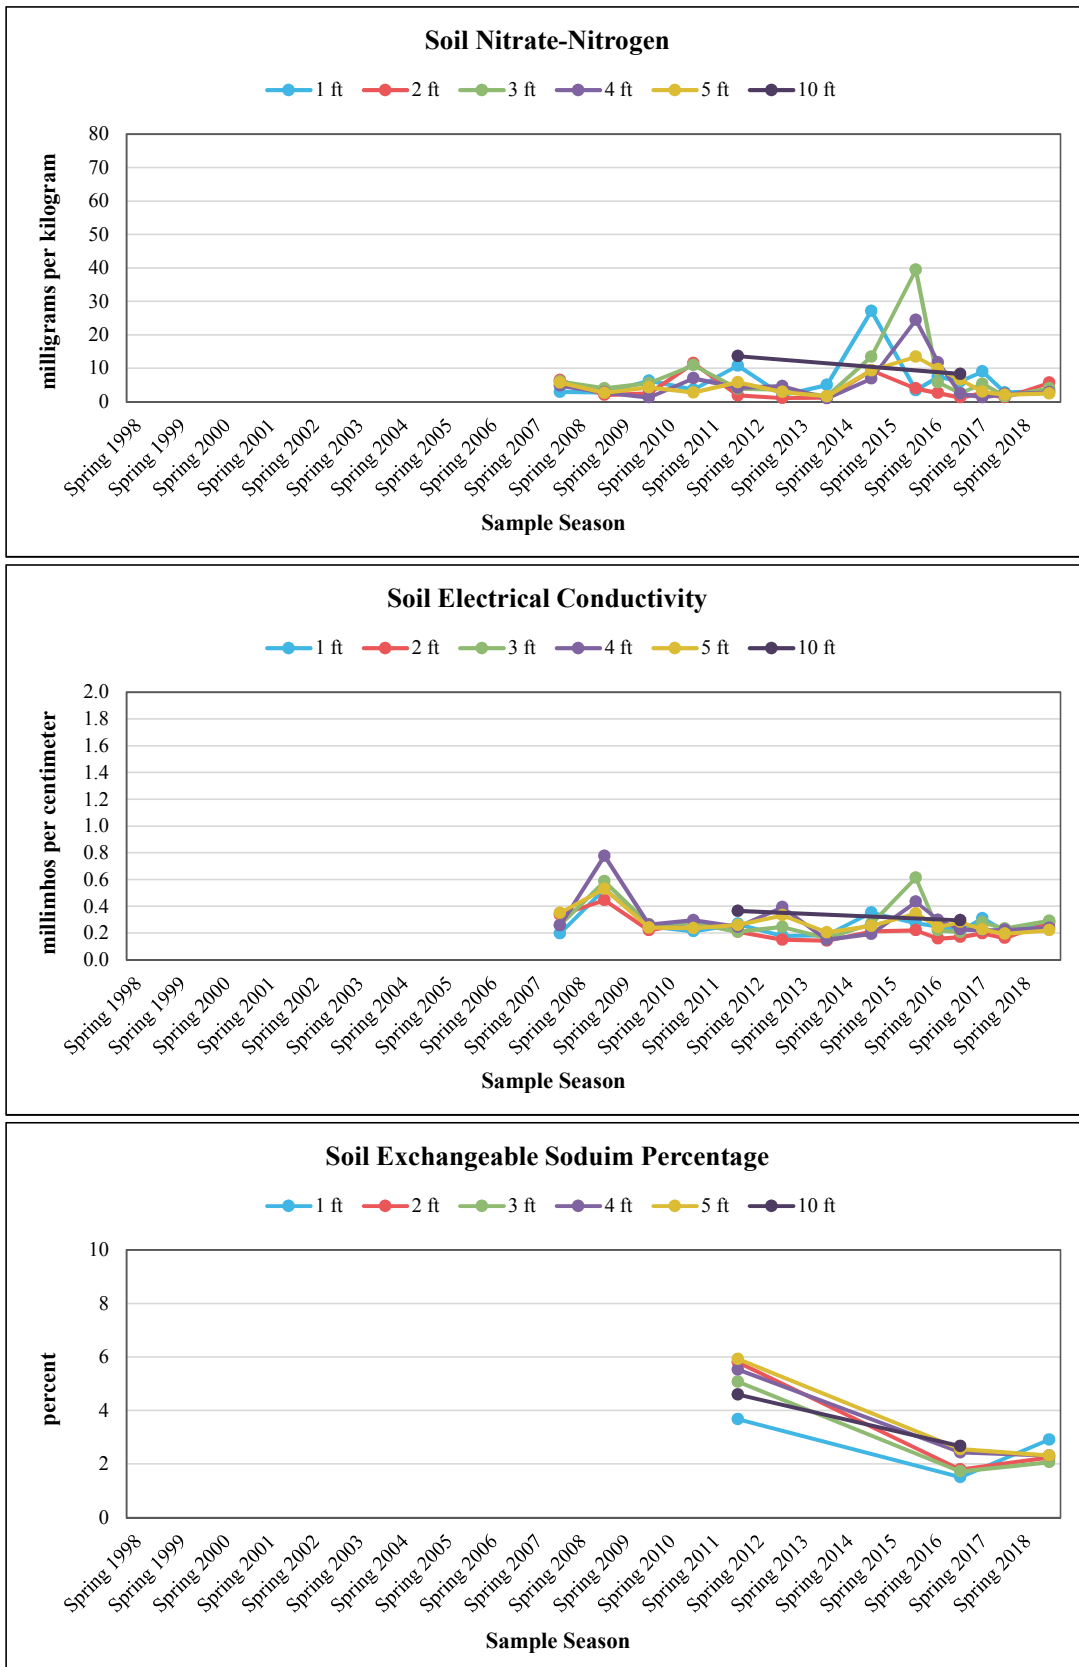 Soil Nitrate-Nitrogen
1 ft 2 ft 3 ft 4 ft 5 ft 10 ft
milligrams per kilogram
80
70
60
50
40
30
20
10
0
Spring 1998
Spring 1999
Spring 2000
Spring 2001
Spring 2002
Spring 2003
Spring 2004
Spring 2005
Spring 2006
Spring 2007
Spring 2008
Spring 2009
Spring 2010
Spring 2011
Spring 2012
Spring 2013
Spring 2014
Spring 2015
Spring 2016
Spring 2017
Spring 2018
Sample Season
Soil Electrical Conductivity
1 ft 2 ft 3 ft 4 ft 5 ft 10 ft
millimhos per centimeter
2.0
1.8
1.6
1.4
1.2
1.0
0.8
0.6
0.4
0.2
0.0
Spring 1998
Spring 1999
Spring 2000
Spring 2001
Spring 2002
Spring 2003
Spring 2004
Spring 2005
Spring 2006
Spring 2007
Spring 2008
Spring 2009
Spring 2010
Spring 2011
Spring 2012
Spring 2013
Spring 2014
Spring 2015
Spring 2016
Spring 2017
Spring 2018
Sample Season
Soil Exchangeable Soduim Percentage
1 ft 2 ft 3 ft 4 ft 5 ft 10 ft
percent
10
8
6
4
2
0
Spring 1998
Spring 1999
Spring 2000
Spring 2001
Spring 2002
Spring 2003
Spring 2004
Spring 2005
Spring 2006
Spring 2007
Spring 2008
Spring 2009
Spring 2010
Spring 2011
Spring 2012
Spring 2013
Spring 2014
Spring 2015
Spring 2016
Spring 2017
Spring 2018
Sample Season